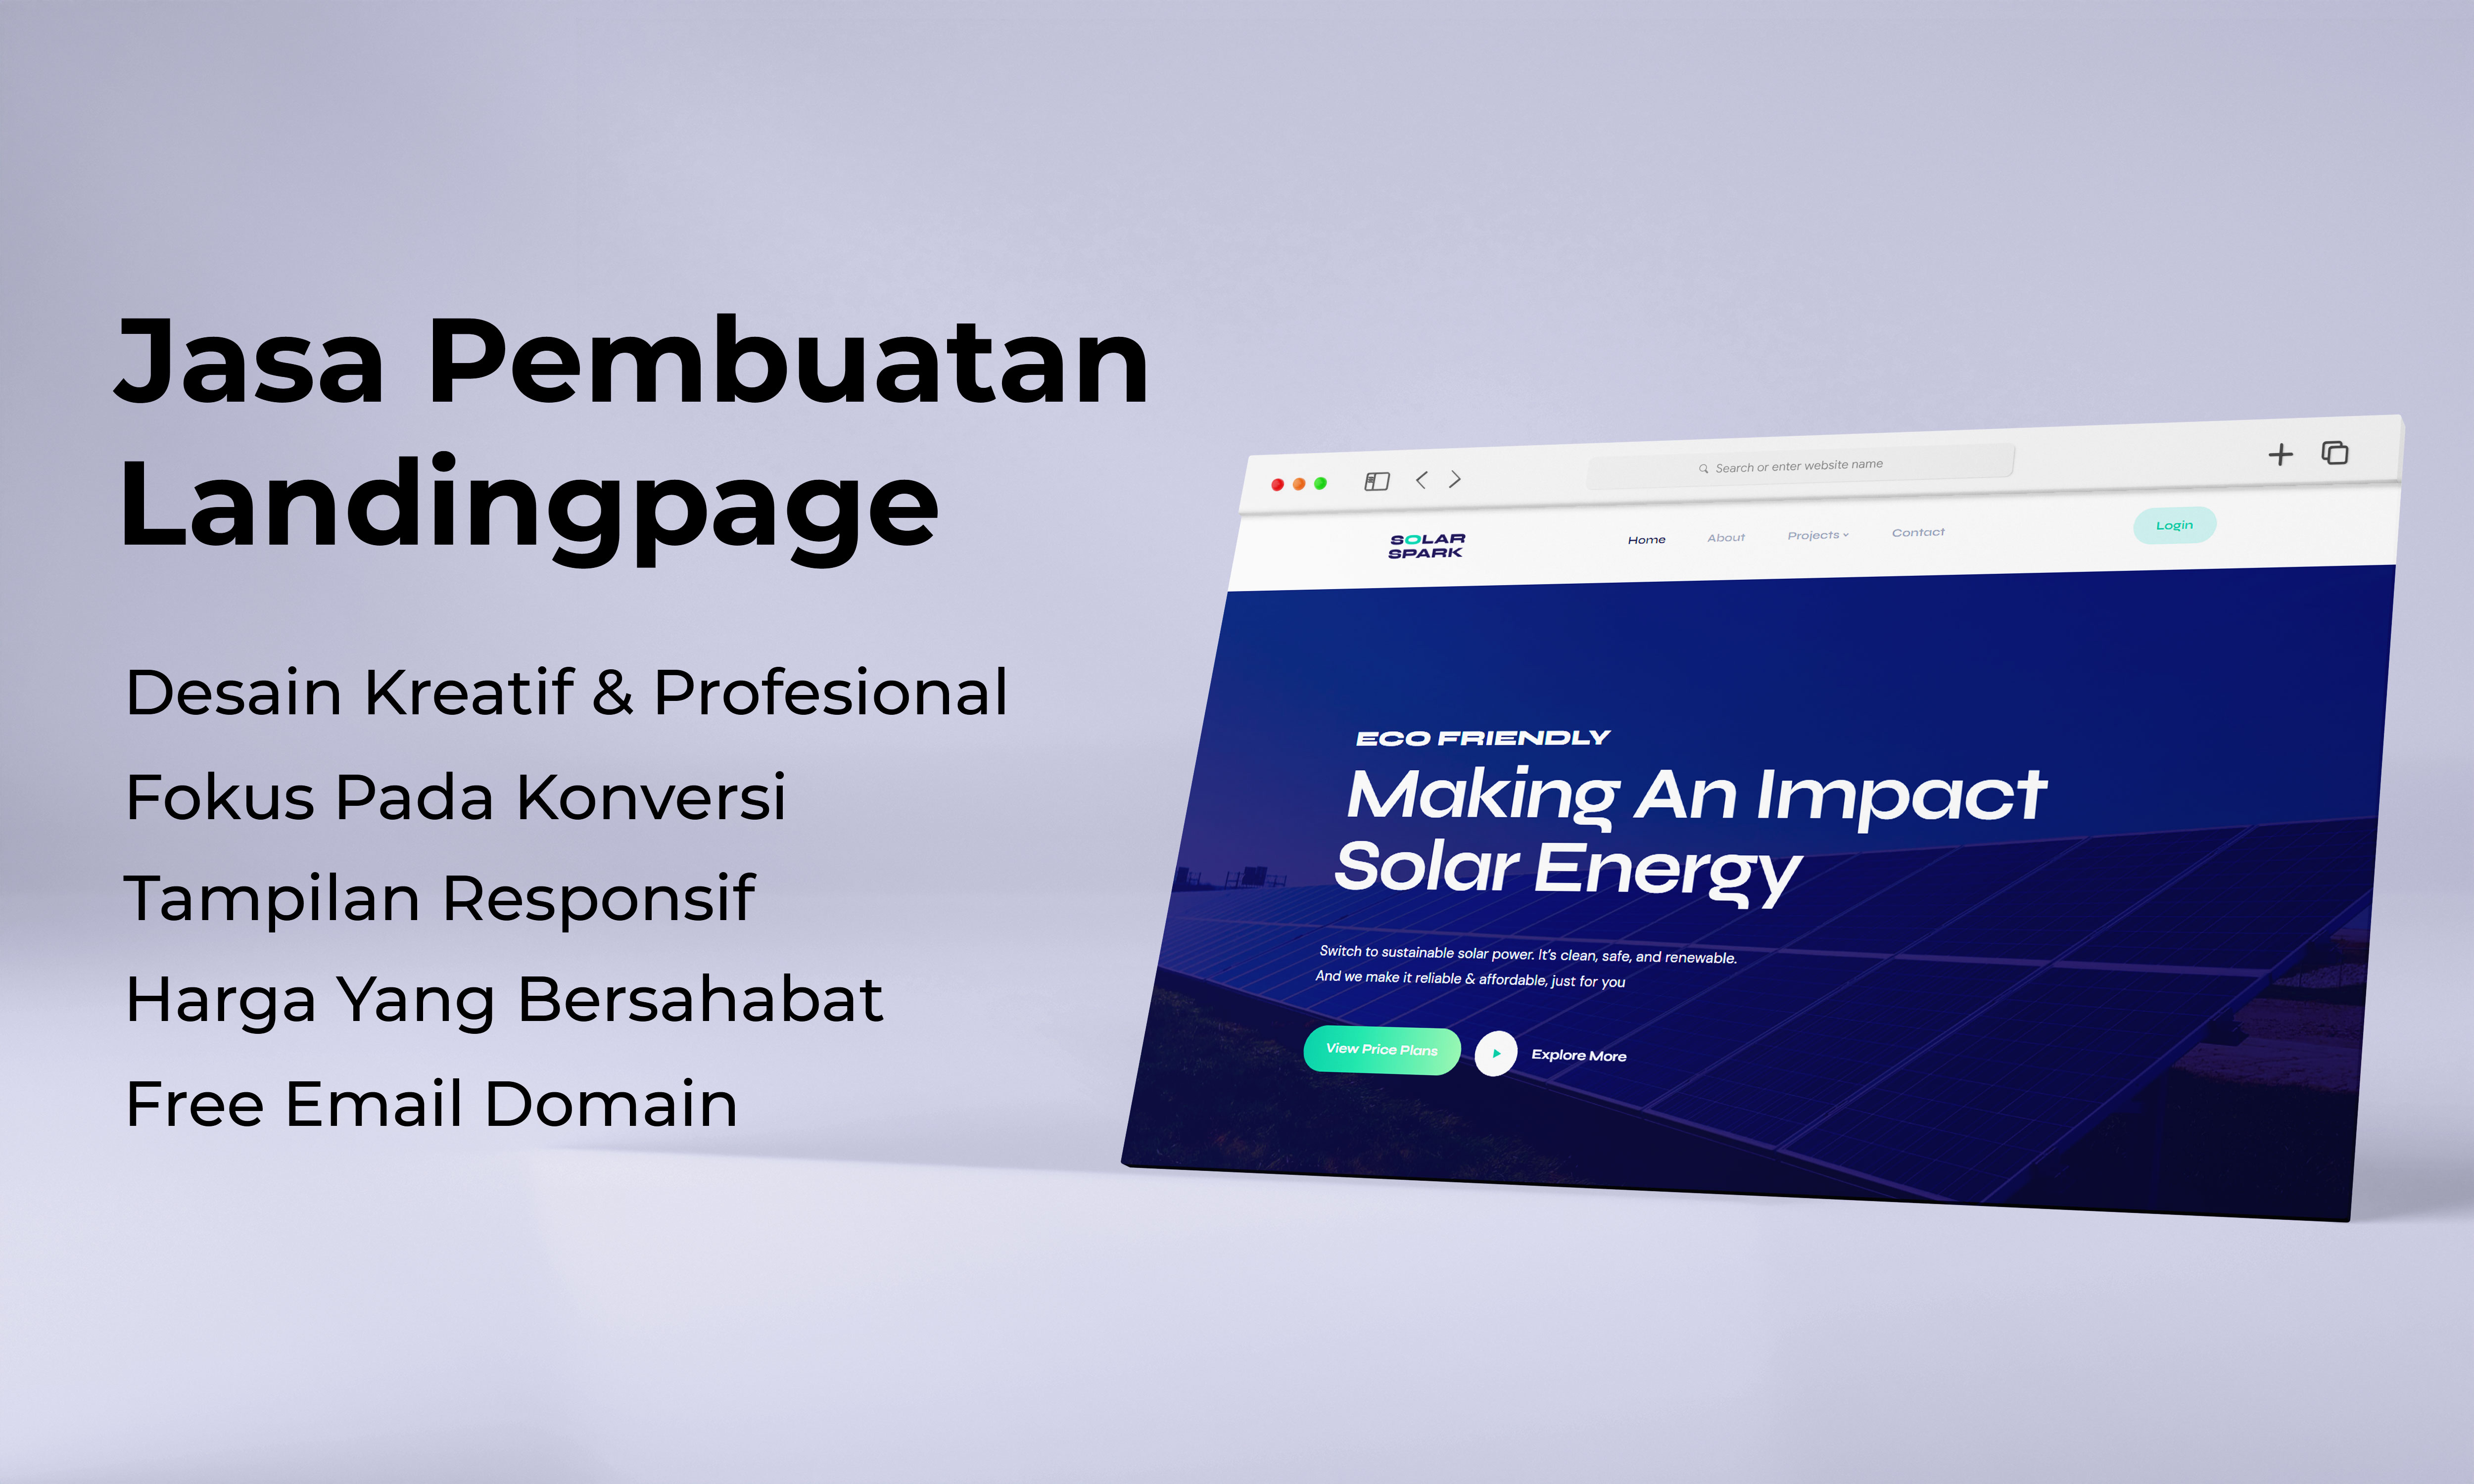 Jasa Pembuatan
Landingpage
Desain Kreatif & Profesional
Fokus Pada Konversi
Tampilan Responsif
Harga Yang Bersahabat
Free Email Domain
Search or enter website name
SOLAR
SPARK
Home About Projects Contact Login
ECO FRIENDLY
Making An Impact
Solar Energy
Switch to sustainable solar power. It's clean, safe, and renewable.
And we make it reliable & affordable, just for you
View Price Plans Explore More